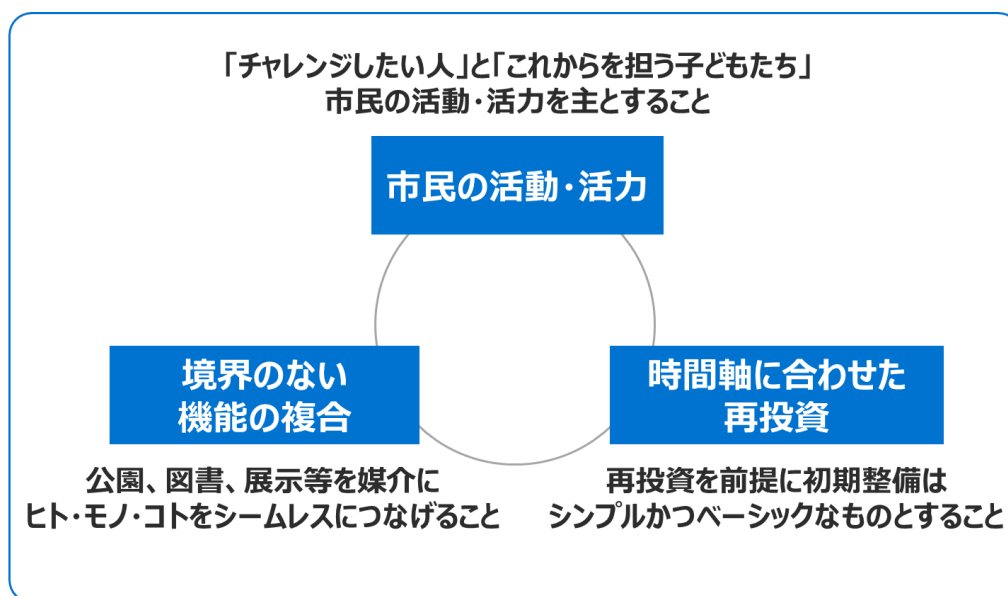 「チャレンジしたい人」と「これからを担う子どもたち」
市民の活動・活力を主とすること
市民の活動・活力
境界のない
機能の複合
公園、図書、展示等を媒介に
ヒト・モノ・コトをシームレスにつなげること
時間軸に合わせた
再投資
再投資を前提に初期整備は
シンプルかつベーシックなものとすること